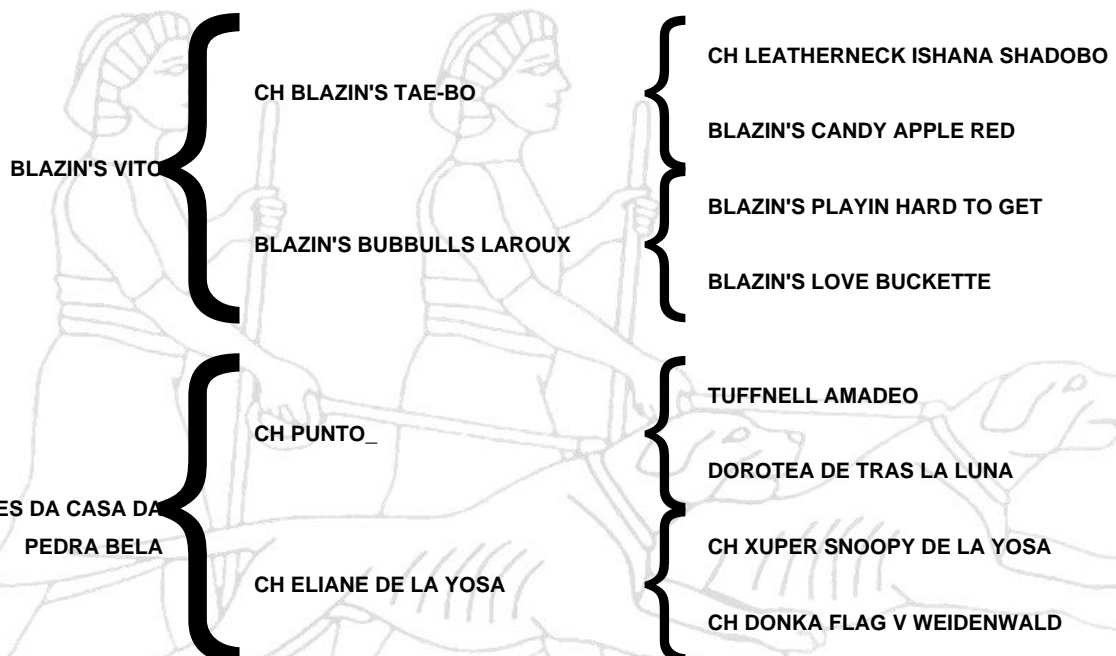 CH LEATHERNECK ISHANA SHADOBO
CH BLAZIN'S TAE-BO
BLAZIN'S CANDY APPLE RED
BLAZIN'S VITO
BLAZIN'S PLAYIN HARD TO GET
BLAZIN'S BUBBULLS LAROUX
BLAZIN'S LOVE BUCKETTE
TUFFNELL AMADEO
CH PUNTO_
DOROTEA DE TRAS LA LUNA
ES DA CASA DA
PEDRA BELA
CH XUPER SNOOPY DE LA YOSA
CH ELIANE DE LA YOSA
CH DONKA FLAG V WEIDENWALD